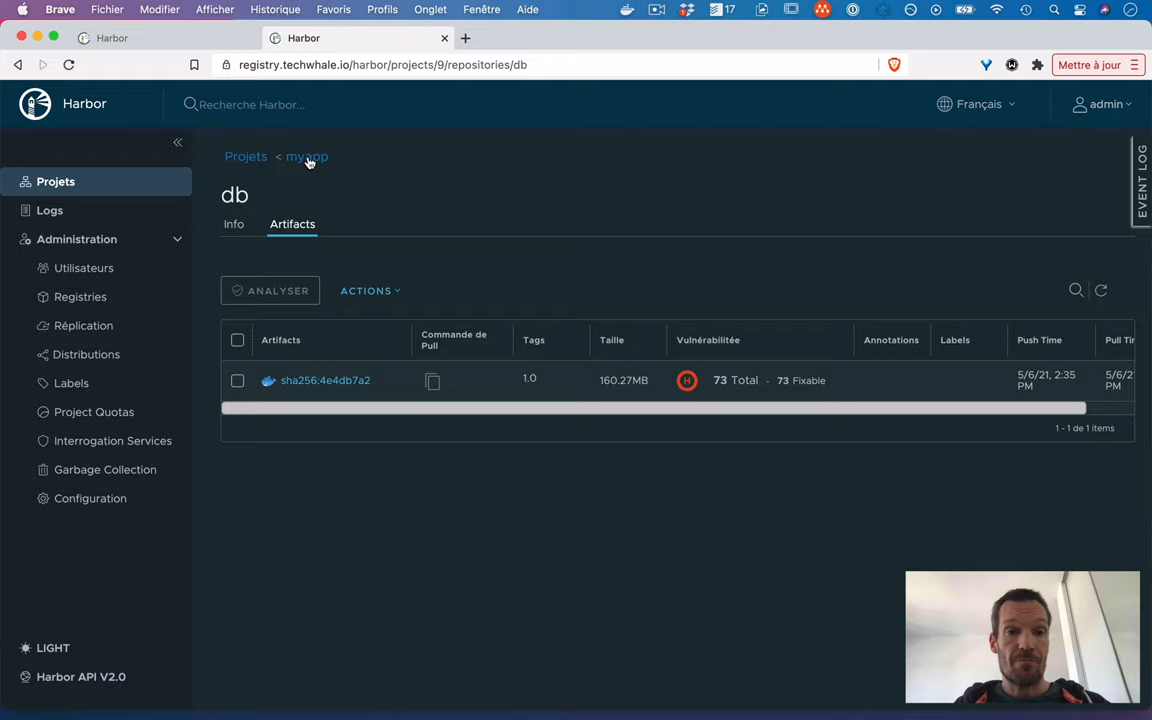 Brave Fichier Modifier Afficher Historique Favoris Profils Onglet Fenêtre Aide 17
Harbor
Harbor
registry.techwhale.io/harbor/projects/9/repositories/db
Mettre à jour
Harbor
Recherche Harbor...
Français
admin
Projets
Logs
Administration
Utilisateurs
Registries
Réplication
Distributions
Labels
Project Quotas
Interrogation Services
Garbage Collection
Configuration
LIGHT
Harbor API V2.0
EVENT LOG
Projets < myapp
db
Info Artifacts
ANALYSER ACTIONS
Artifacts Commande de Pull Tags Taille Vulnérabilitée Annotations Labels Push Time Pull Tir
sha256:4e4db7a2 1.0 160.27MB H 73 Total · 73 Fixable 5/6/21, 2:35 PM 5/6/2 PM
1 - 1 de 1 items